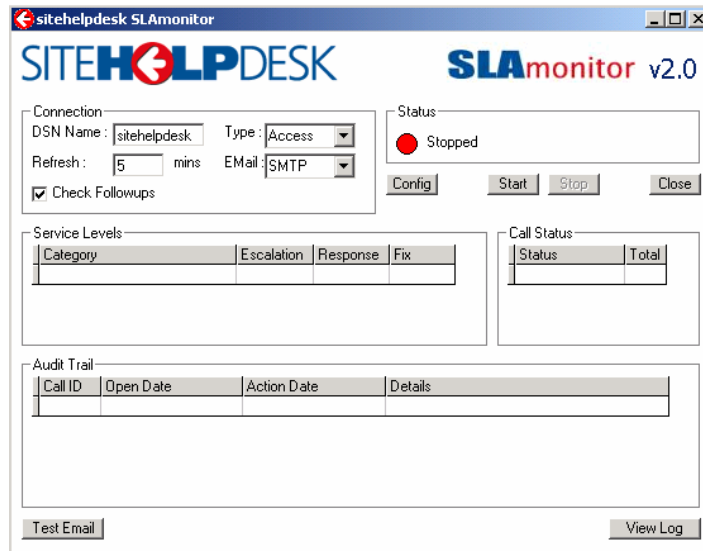 sitehelpdesk SLAmonitor
SITEHELPDESK
SLAmonitor v2.0
Connection
DSN Name : sitehelpdesk Type : Access
Refresh : 5 mins EMail : SMTP
Check Followups
Status
Stopped
Config Start Stop Close
Service Levels
Category Escalation Response Fix
Call Status
Status Total
Audit Trail
Call ID Open Date Action Date Details
Test Email View Log